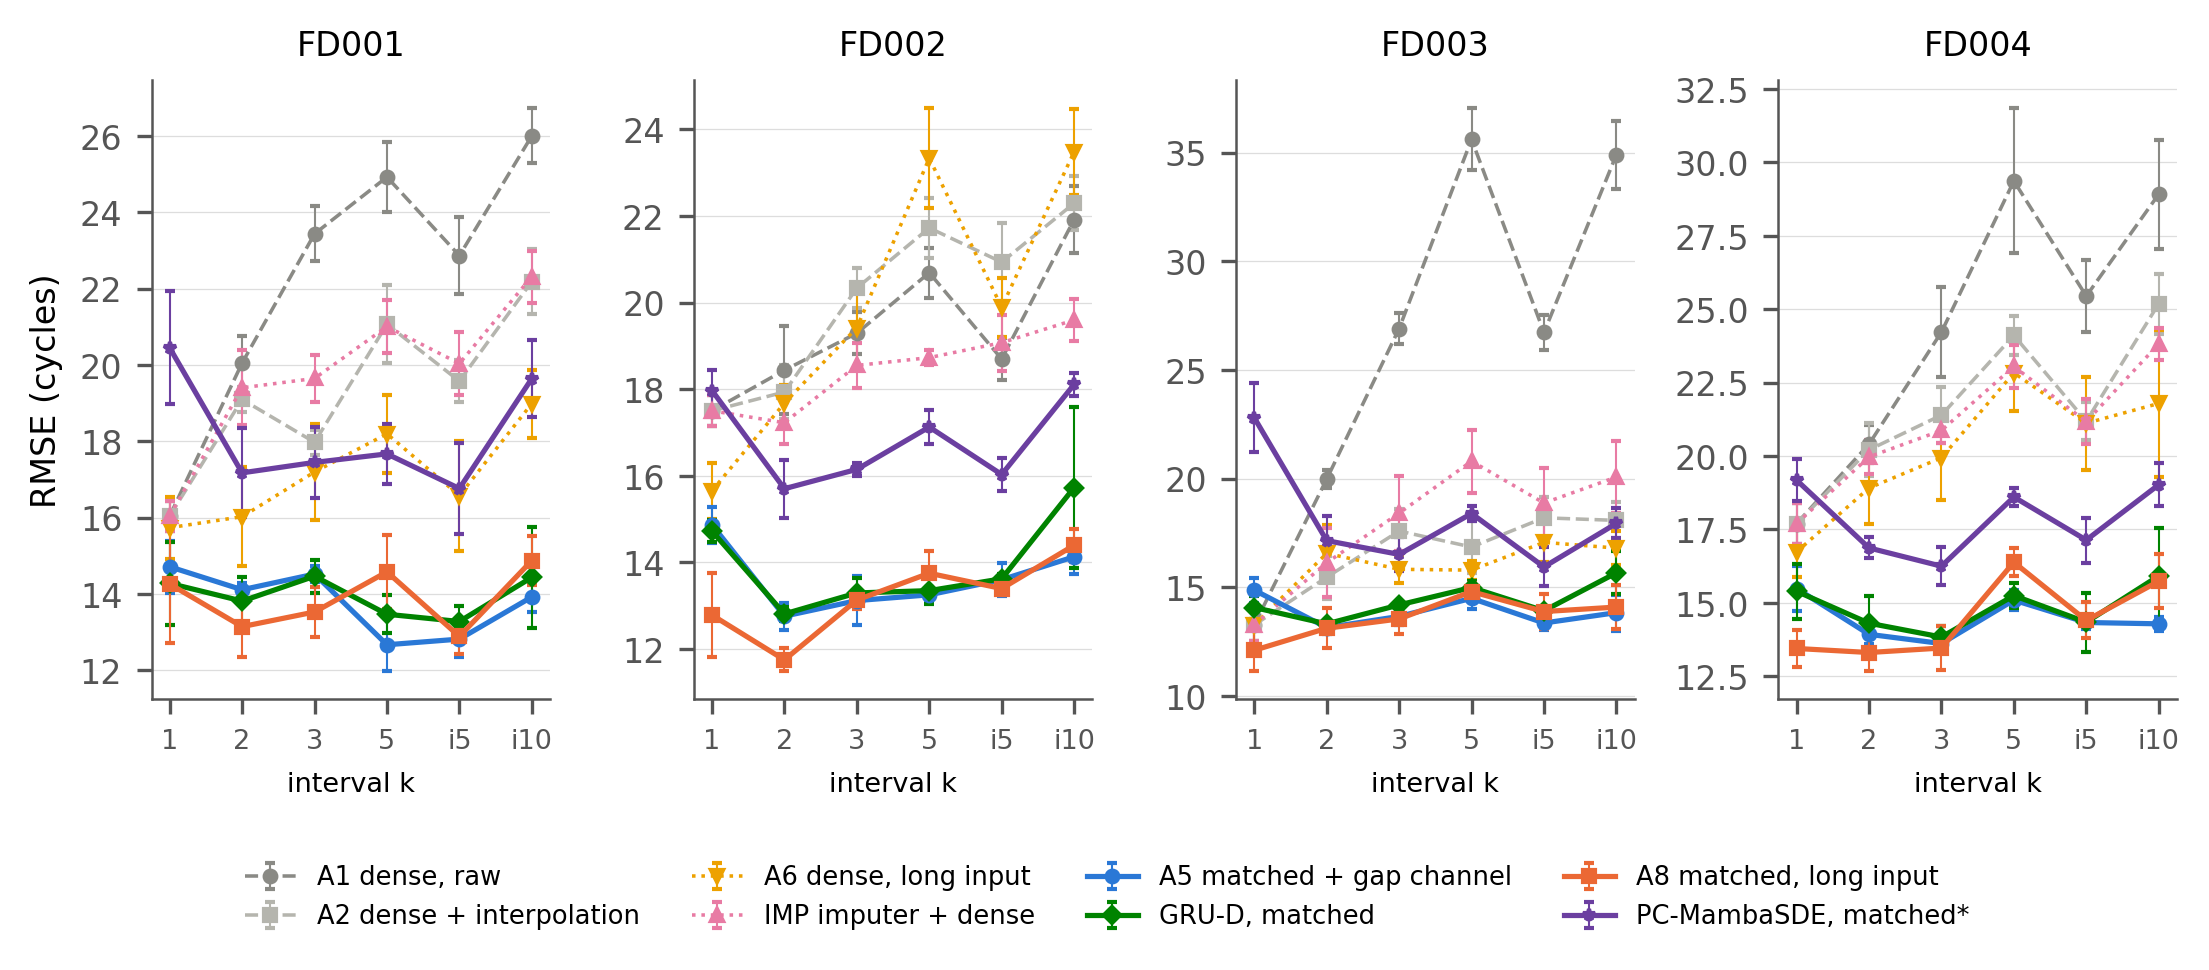 FD001 FD002 FD003 FD004
RMSE (cycles)
26
24
22
20
18
16
14
12
24
22
20
18
16
14
12
35
30
25
20
15
10
32.5
30.0
27.5
25.0
22.5
20.0
17.5
15.0
12.5
1 2 3 5 i5 i10
1 2 3 5 i5 i10
1 2 3 5 i5 i10
1 2 3 5 i5 i10
interval k interval k interval k interval k
A1 dense, raw
A2 dense + interpolation
A6 dense, long input
IMP imputer + dense
A5 matched + gap channel
GRU-D, matched
A8 matched, long input
PC-MambaSDE, matched*